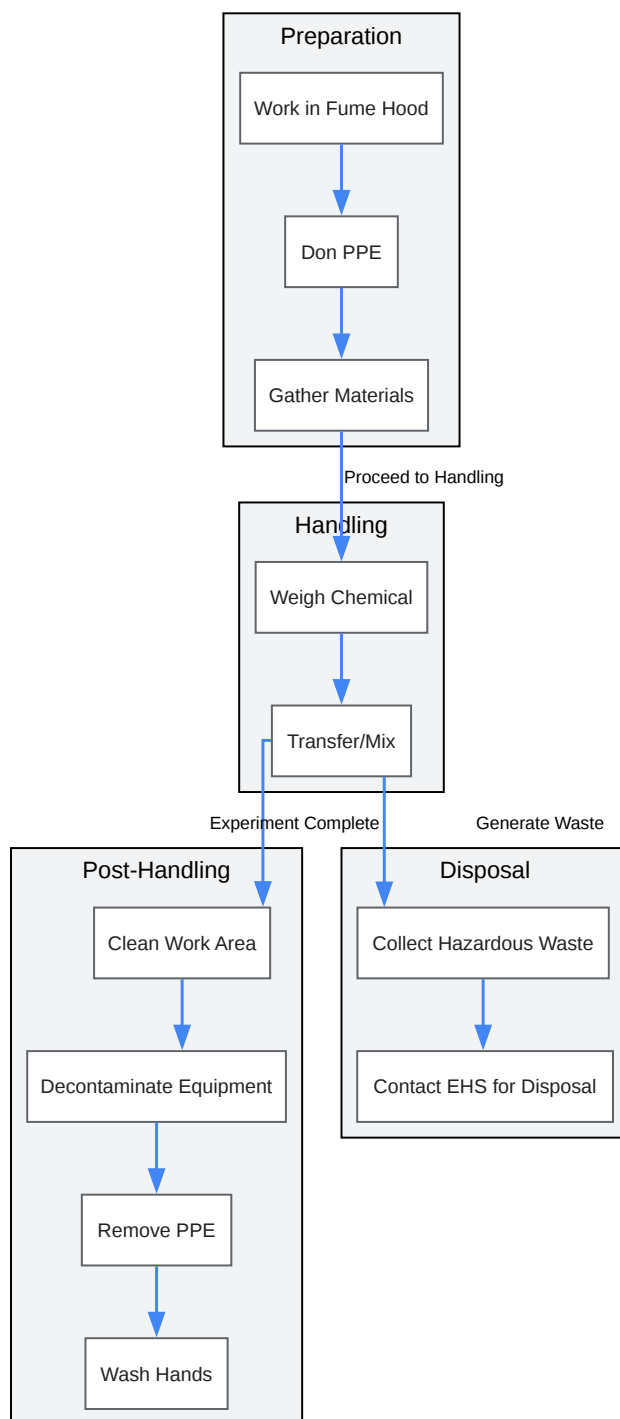 Preparation
Work in Fume Hood
Don PPE
Gather Materials
Proceed to Handling
Handling
Weigh Chemical
Transfer/Mix
Experiment Complete
Generate Waste
Post-Handling
Disposal
Clean Work Area
Collect Hazardous Waste
Decontaminate Equipment
Contact EHS for Disposal
Remove PPE
Wash Hands